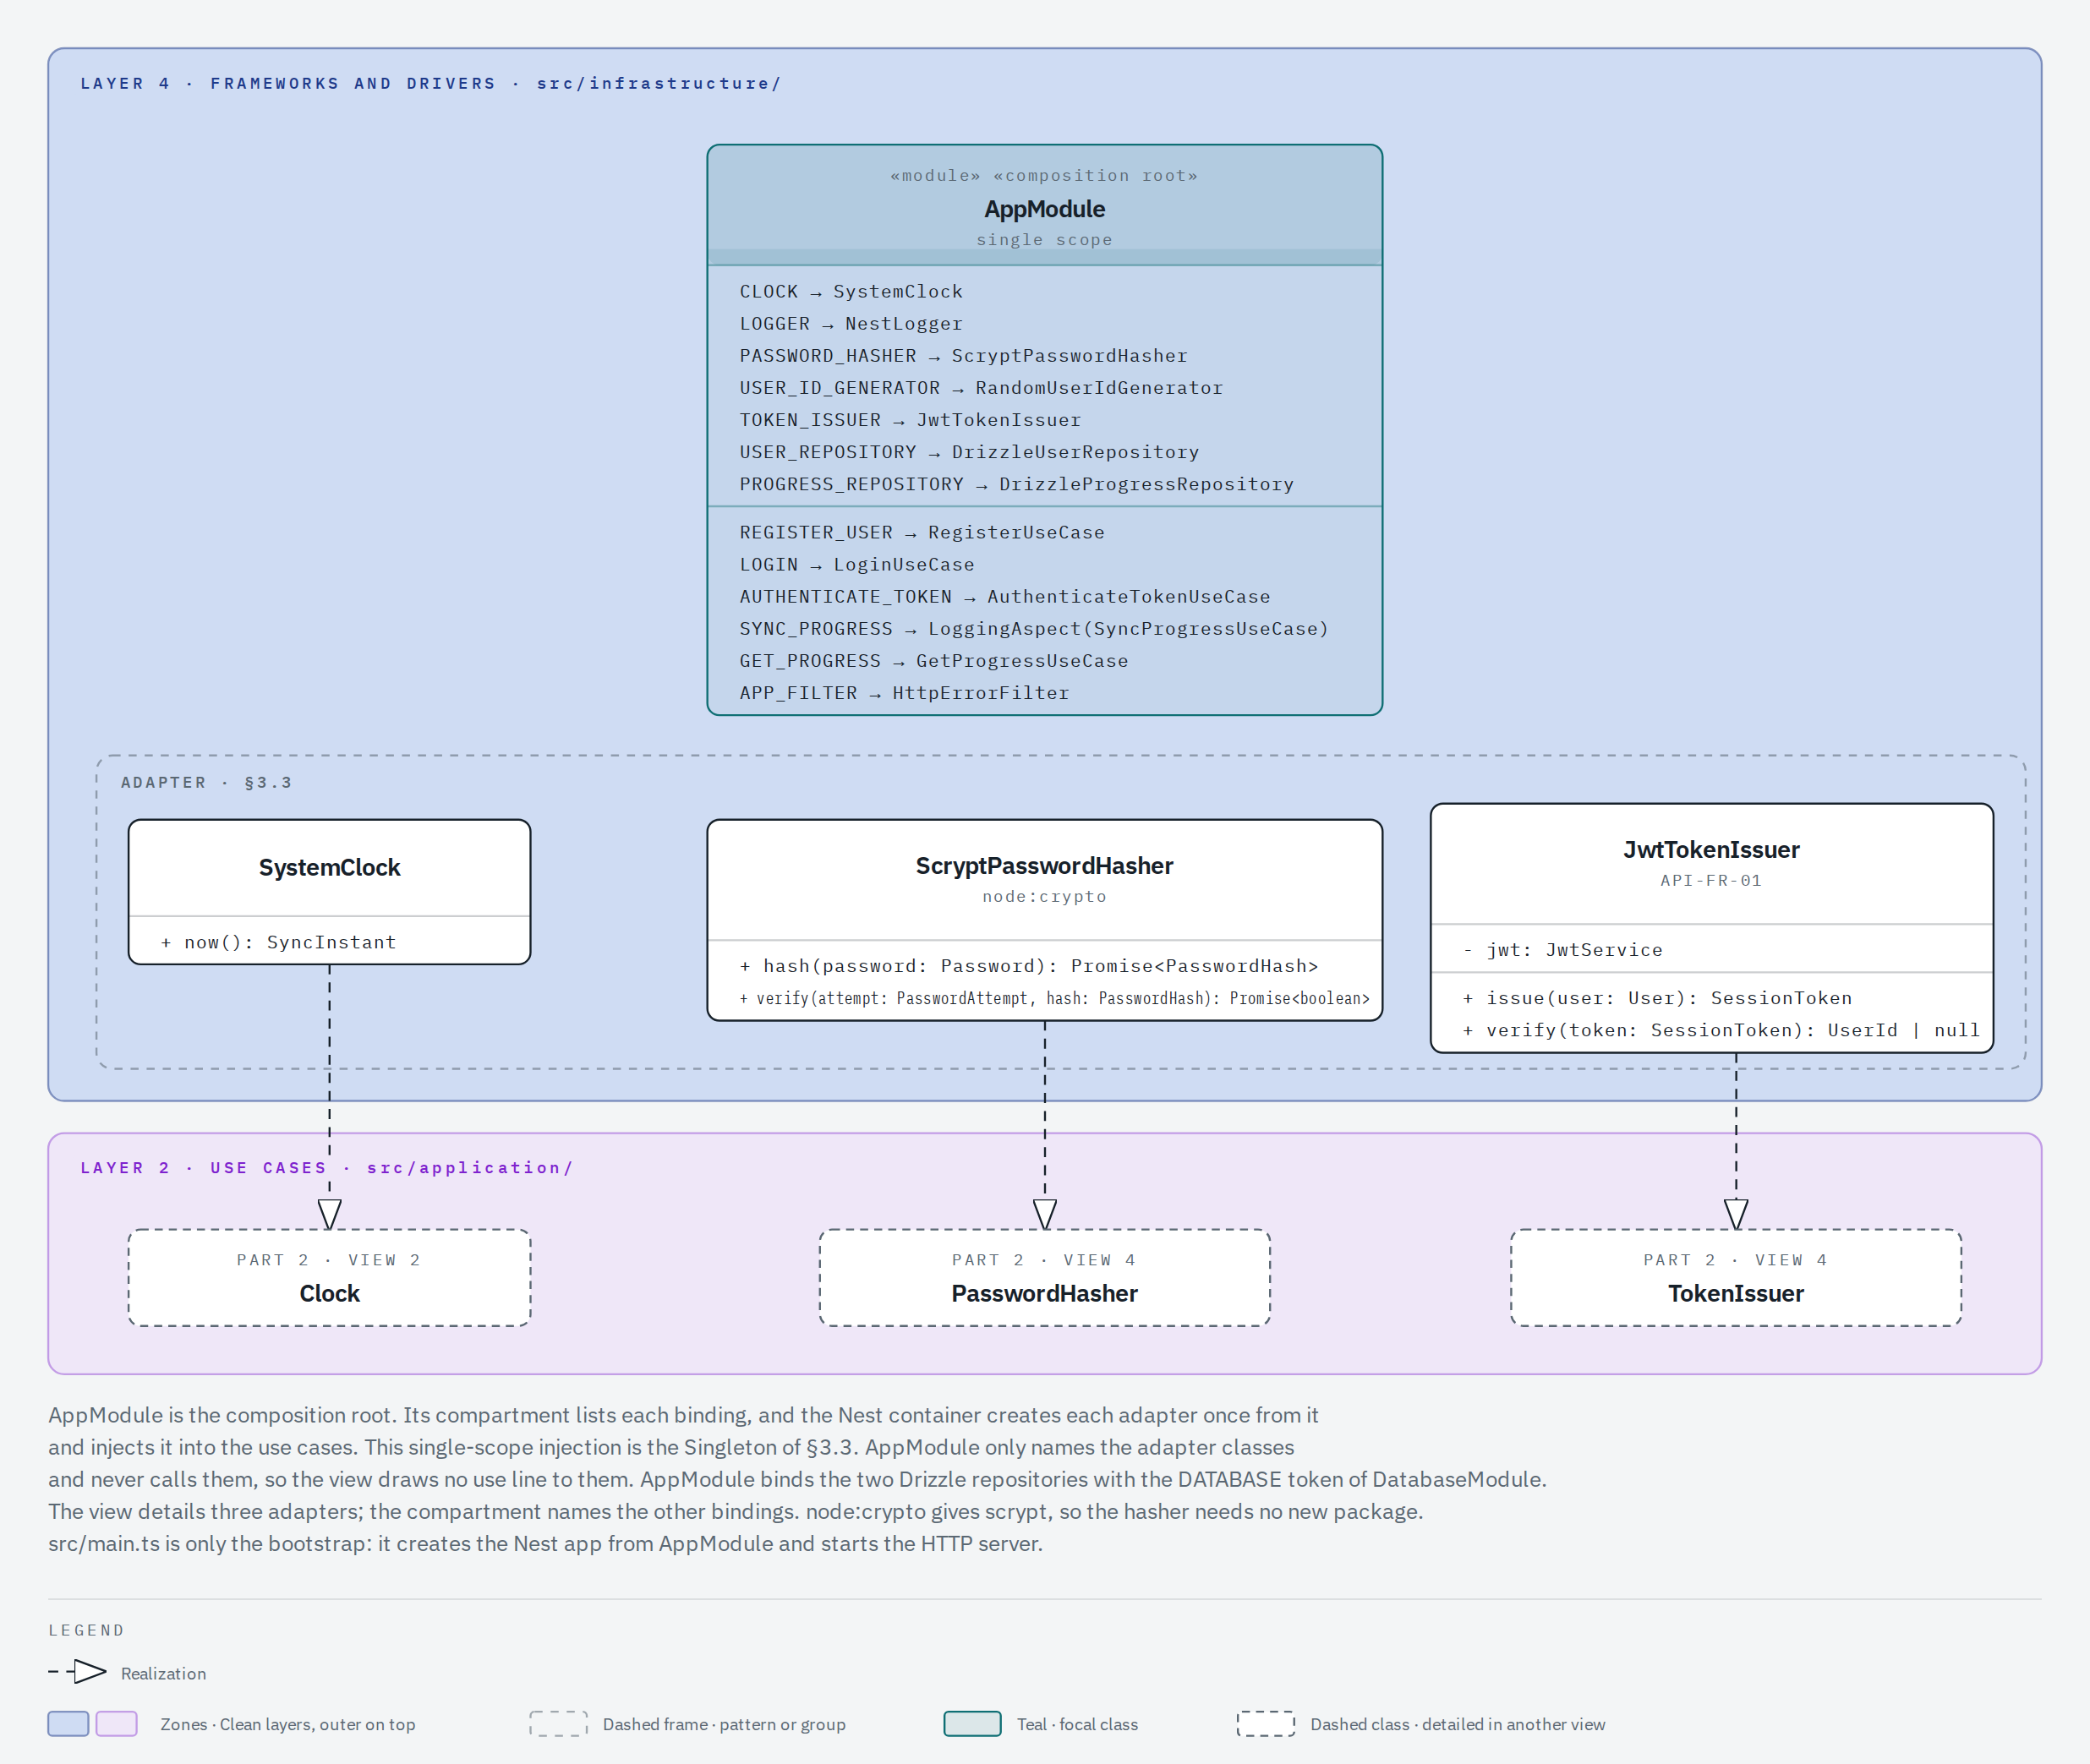 LAYER 4 · FRAMEWORKS AND DRIVERS · src/infrastructure/
«module» «composition root»
AppModule
single scope
CLOCK → SystemClock
LOGGER → NestLogger
PASSWORD_HASHER → ScryptPasswordHasher
USER_ID_GENERATOR → RandomUserIdGenerator
TOKEN_ISSUER → JwtTokenIssuer
USER_REPOSITORY → DrizzleUserRepository
PROGRESS_REPOSITORY → DrizzleProgressRepository
REGISTER_USER → RegisterUseCase
LOGIN → LoginUseCase
AUTHENTICATE_TOKEN → AuthenticateTokenUseCase
SYNC_PROGRESS → LoggingAspect(SyncProgressUseCase)
GET_PROGRESS → GetProgressUseCase
APP_FILTER → HttpErrorFilter
ADAPTER · §3.3
SystemClock
+ now(): SyncInstant
ScryptPasswordHasher
node:crypto
+ hash(password: Password): Promise<PasswordHash>
+ verify(attempt: PasswordAttempt, hash: PasswordHash): Promise<boolean>
JwtTokenIssuer
API-FR-01
- jwt: JwtService
+ issue(user: User): SessionToken
+ verify(token: SessionToken): UserId | null
LAYER 2 · USE CASES · src/application/
PART 2 · VIEW 2
Clock
PART 2 · VIEW 4
PasswordHasher
PART 2 · VIEW 4
TokenIssuer
AppModule is the composition root. Its compartment lists each binding, and the Nest container creates each adapter once from it
and injects it into the use cases. This single-scope injection is the Singleton of §3.3. AppModule only names the adapter classes
and never calls them, so the view draws no use line to them. AppModule binds the two Drizzle repositories with the DATABASE token of DatabaseModule.
The view details three adapters; the compartment names the other bindings. node:crypto gives scrypt, so the hasher needs no new package.
src/main.ts is only the bootstrap: it creates the Nest app from AppModule and starts the HTTP server.
LEGEND
Realization
Zones · Clean layers, outer on top
Dashed frame · pattern or group
Teal · focal class
Dashed class · detailed in another view